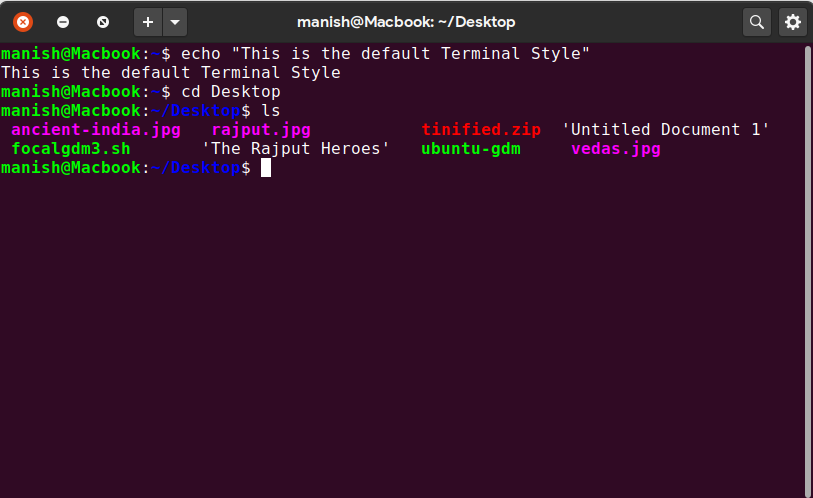 manish@Macbook: ~/Desktop
manish@Macbook:~$ echo "This is the default Terminal Style"
This is the default Terminal Style
manish@Macbook:~$ cd Desktop
manish@Macbook:~/Desktop$ ls
ancient-india.jpg rajput.jpg tinified.zip 'Untitled Document 1'
focalgdm3.sh 'The Rajput Heroes' ubuntu-gdm vedas.jpg
manish@Macbook:~/Desktop$